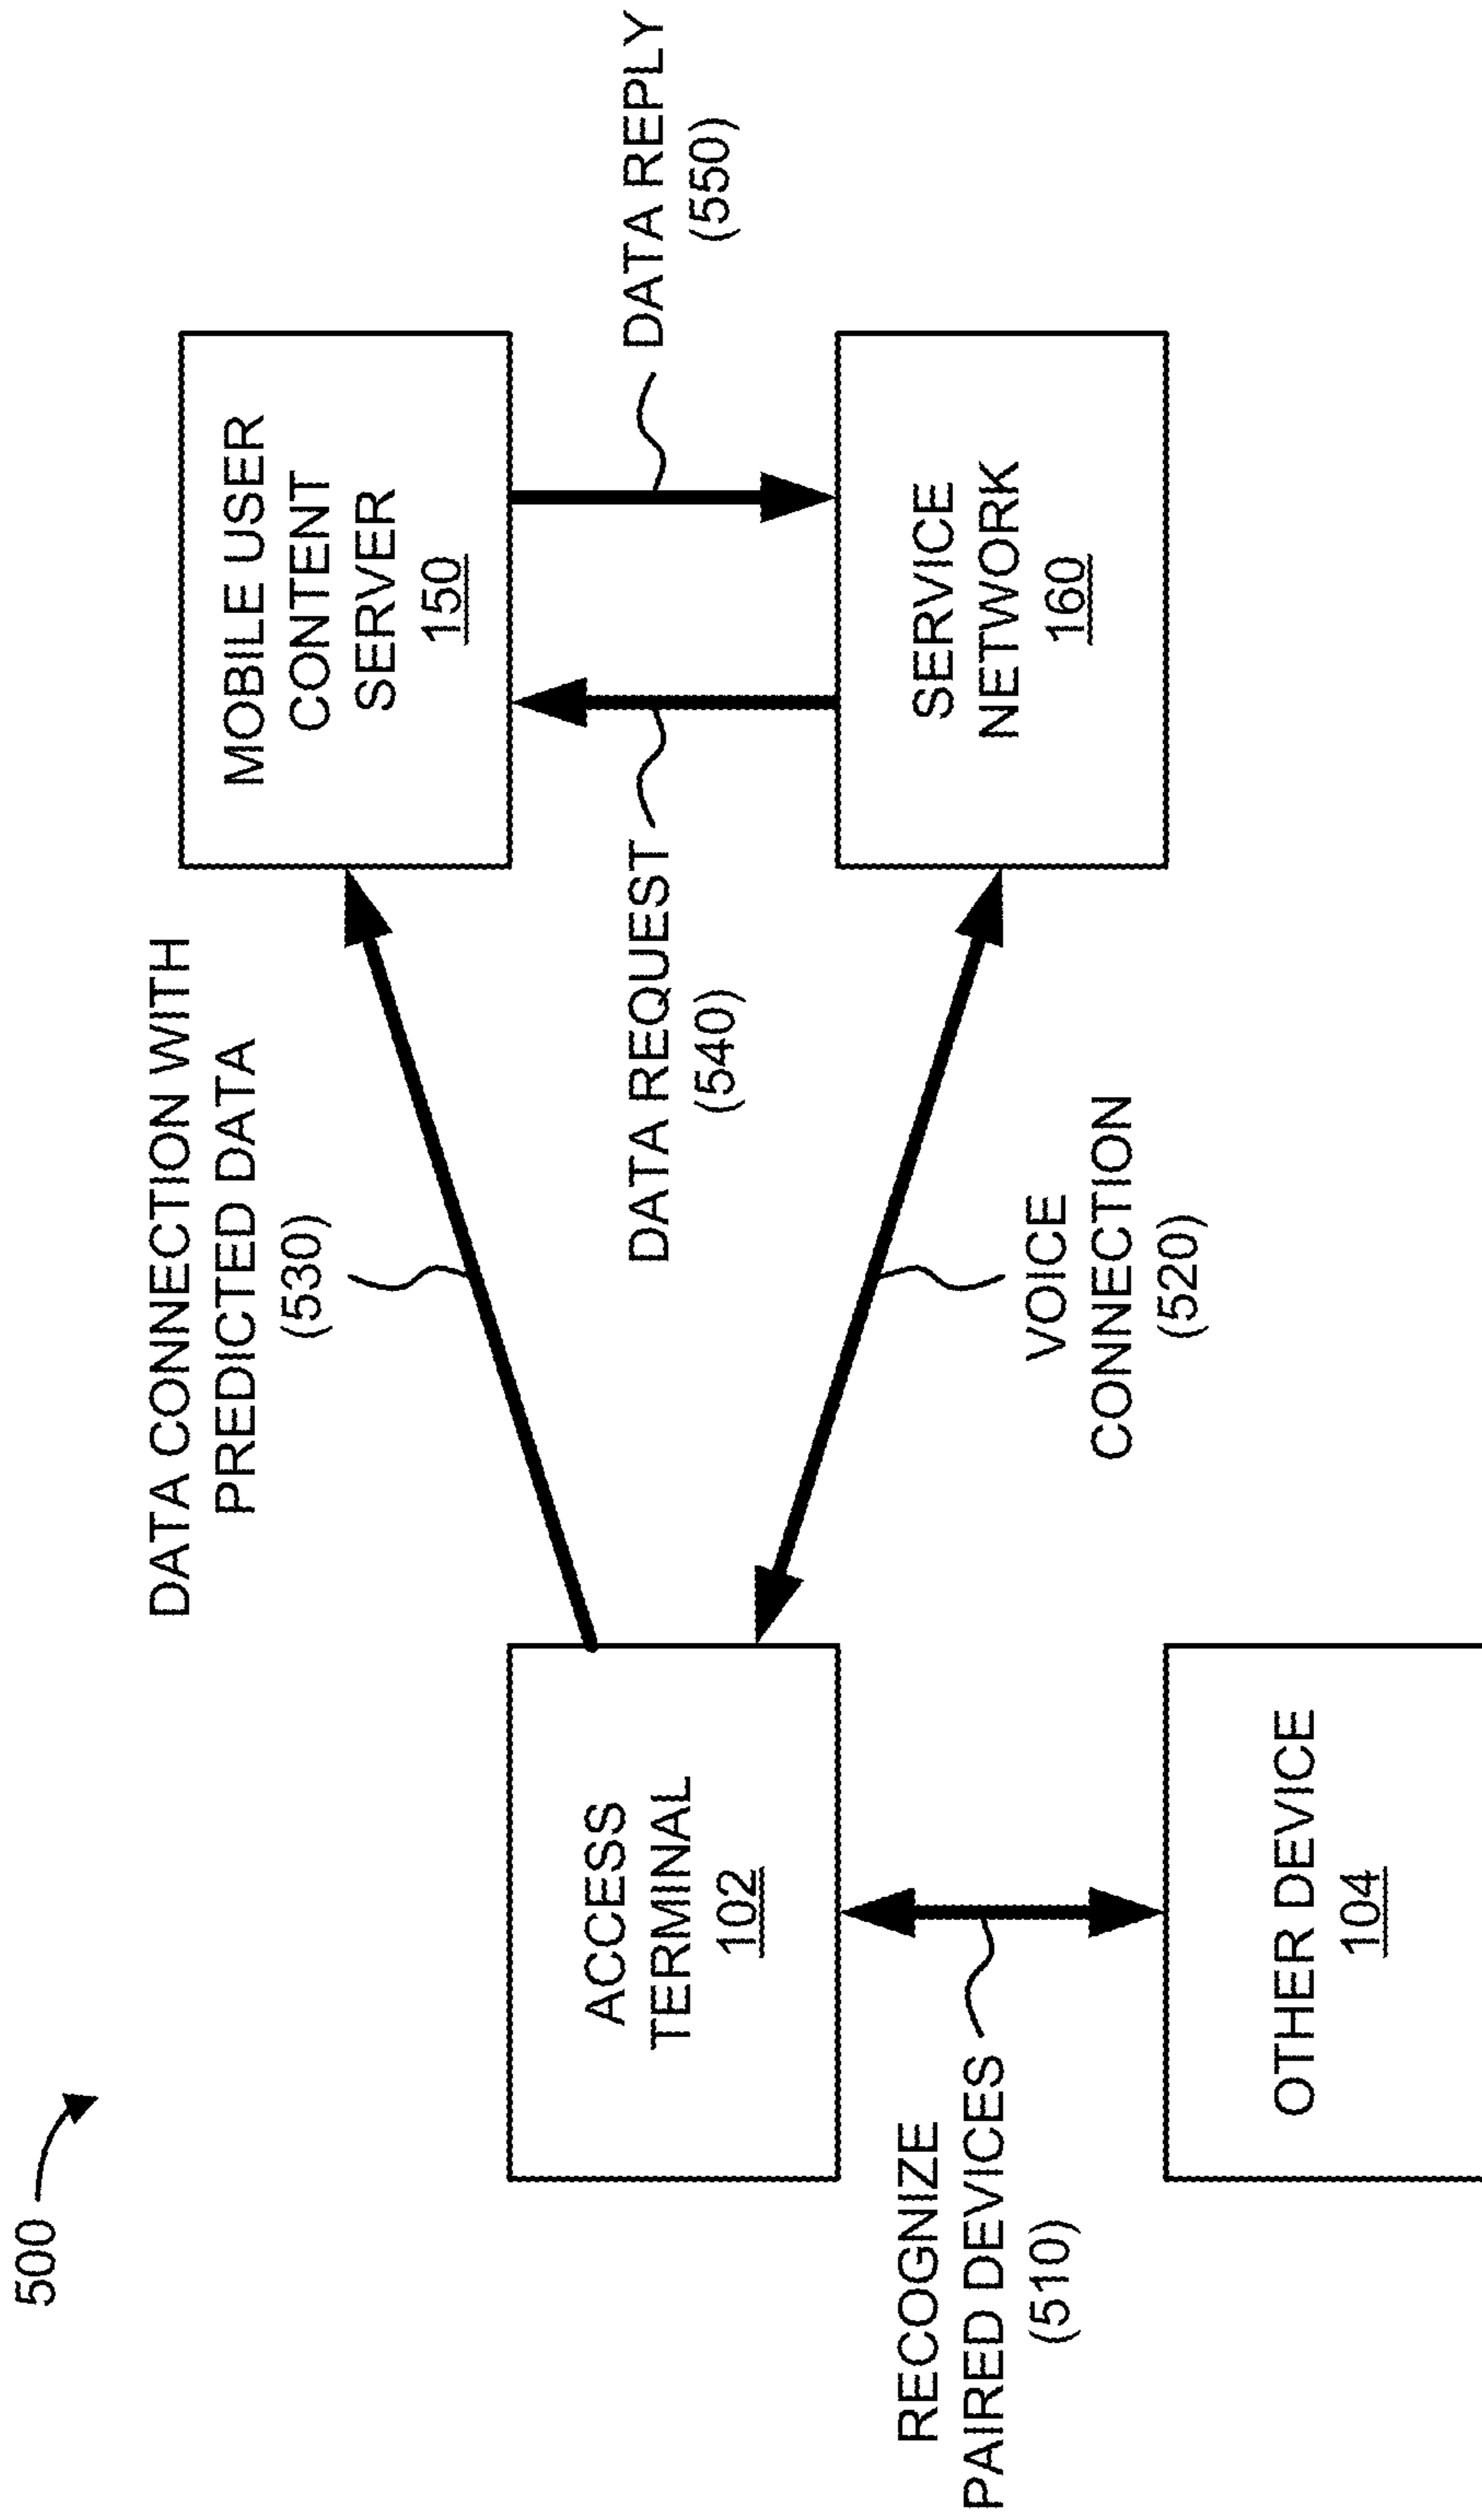 500
DATA CONNECTION WITH
PREDICTED DATA
(530)
MOBILE USER
CONTENT
SERVER
150
ACCESS
TERMINAL
102
DATA REQUEST
(540)
DATA REPLY
(550)
RECOGNIZE
PAIRED DEVICES
(510)
VOICE
CONNECTION
(520)
SERVICE
NETWORK
160
OTHER DEVICE
104